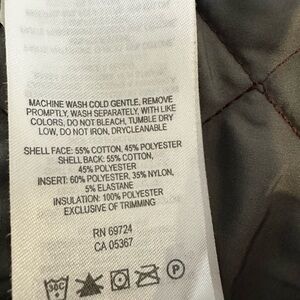 MACHINE WASH COLD GENTLE, REMOVE
PROMPTLY, WASH SEPARATELY, WITH LIKE
COLORS, DO NOT BLEACH, TUMBLE DRY
LOW, DO NOT IRON, DRYCLEANABLE
SHELL FACE: 55% COTTON, 45% POLYESTER
SHELL BACK: 55% COTTON,
45% POLYESTER
INSERT: 60% POLYESTER, 35% NYLON,
5% ELASTANE
INSULATION: 100% POLYESTER
EXCLUSIVE OF TRIMMING
RN 69724
CA 05367
30C P